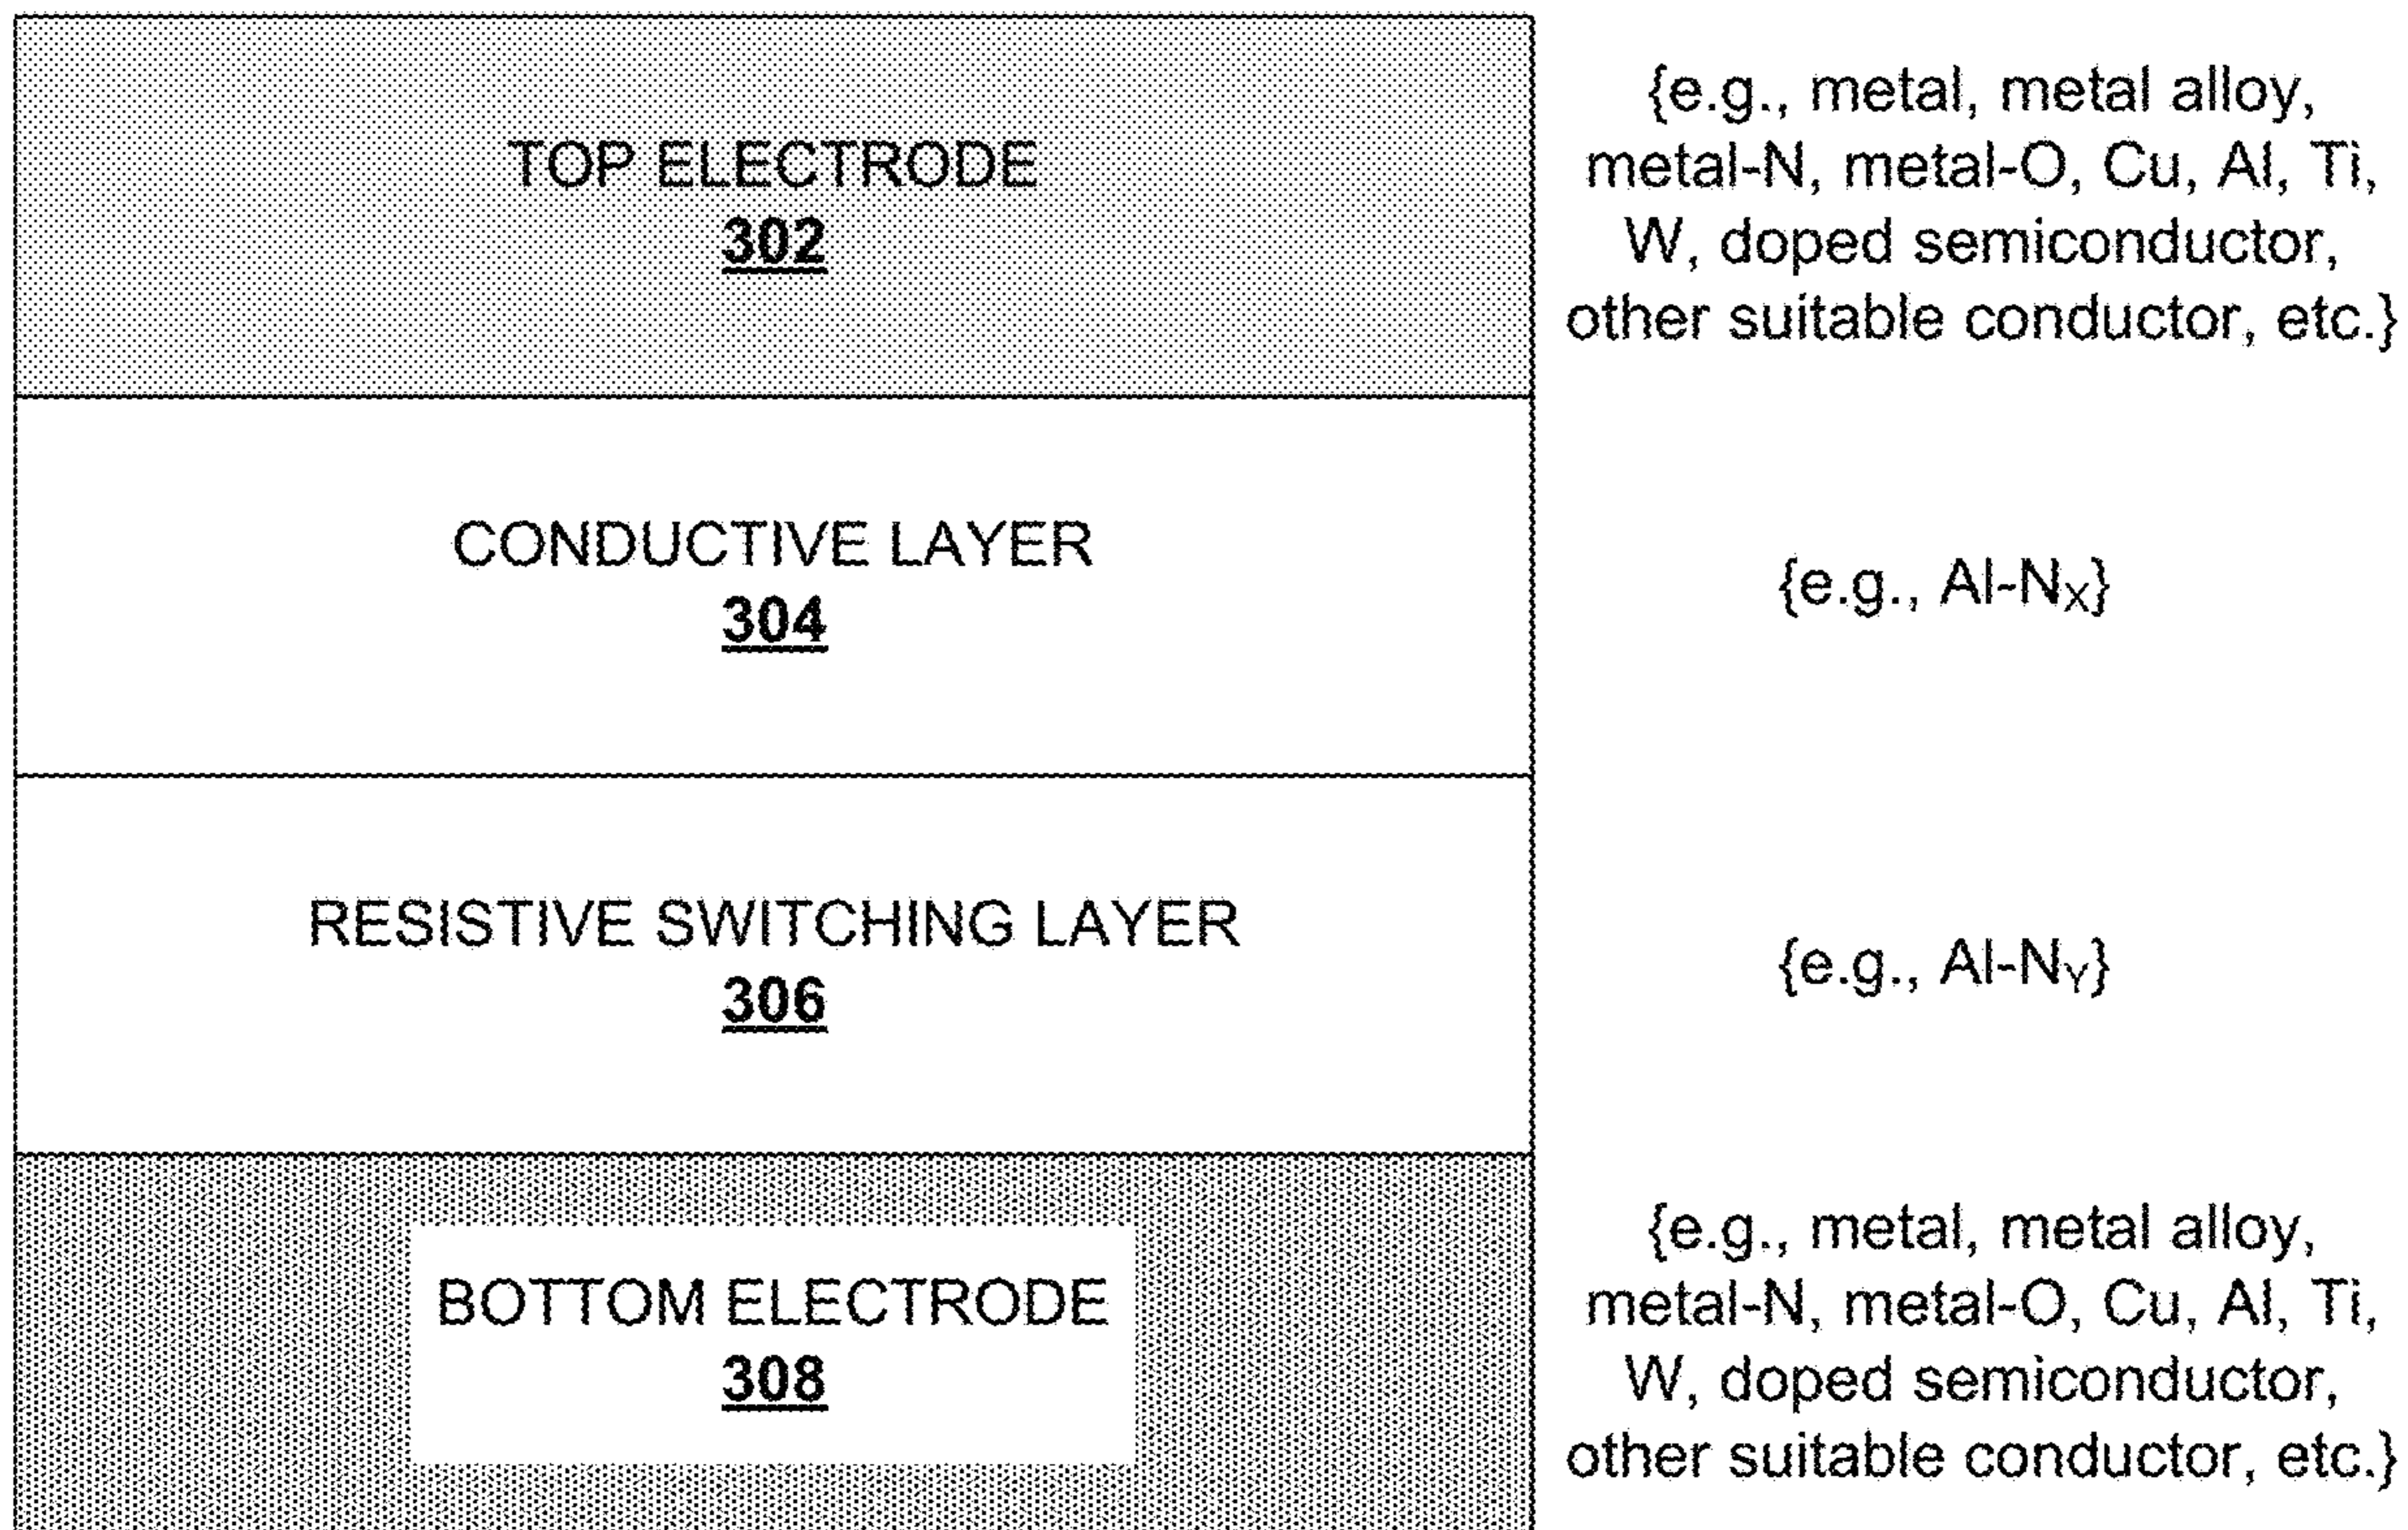 TOP ELECTRODE
302
{e.g., metal, metal alloy,
metal-N, metal-O, Cu, Al, Ti,
W, doped semiconductor,
other suitable conductor, etc.}
CONDUCTIVE LAYER
304
{e.g., Al-Nₓ}
RESISTIVE SWITCHING LAYER
306
{e.g., Al-NY}
BOTTOM ELECTRODE
308
{e.g., metal, metal alloy,
metal-N, metal-O, Cu, Al, Ti,
W, doped semiconductor,
other suitable conductor, etc.}